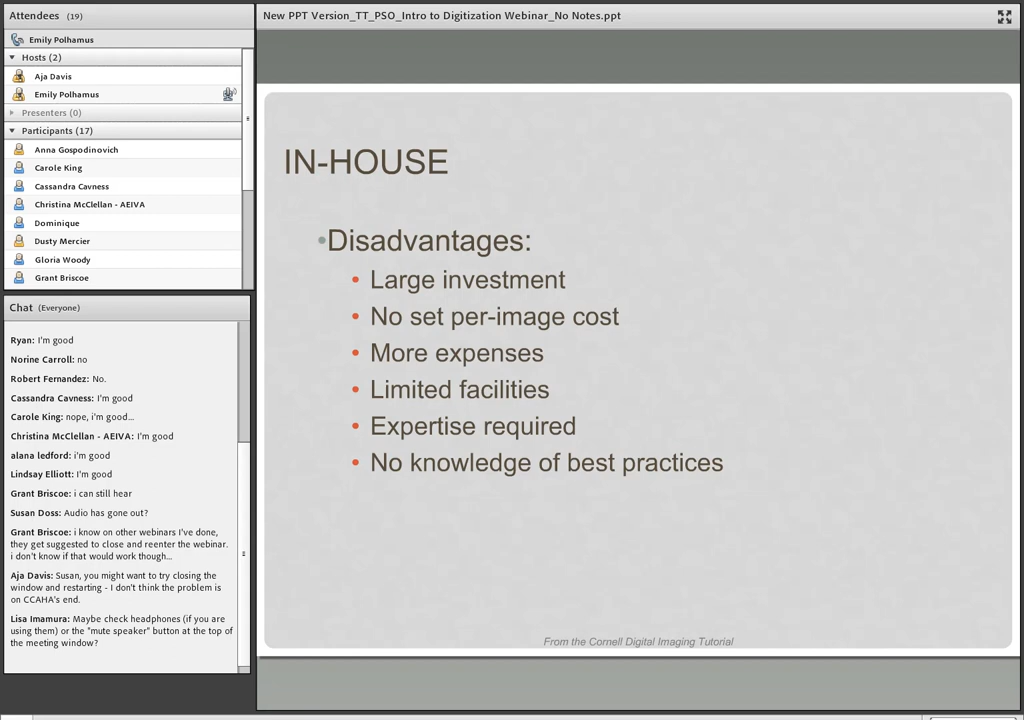 Attendees (19)
Emily Polhamus
Hosts (2)
Aja Davis
Emily Polhamus
Presenters (0)
Participants (17)
Anna Gospodinovich
Carole King
Cassandra Cavness
Christina McClellan - AEIVA
Dominique
Dusty Mercier
Gloria Woody
Grant Briscoe
Chat (Everyone)
Ryan: I'm good
Norine Carroll: no
Robert Fernandez: No.
Cassandra Cavness: I'm good
Carole King: nope, i'm good...
Christina McClellan - AEIVA: I'm good
alana ledford: i'm good
Lindsay Elliott: I'm good
Grant Briscoe: i can still hear
Susan Doss: Audio has gone out?
Grant Briscoe: i know on other webinars I've done,
they get suggested to close and reenter the webinar.
i don't know if that would work though...
Aja Davis: Susan, you might want to try closing the
window and restarting - I don't think the problem is
on CCAHA's end.
Lisa Imamura: Maybe check headphones (if you are
using them) or the "mute speaker" button at the top of
the meeting window?
New PPT Version_TT_PSO_Intro to Digitization Webinar_No Notes.ppt
IN-HOUSE
•Disadvantages:
• Large investment
• No set per-image cost
• More expenses
• Limited facilities
• Expertise required
• No knowledge of best practices
From the Cornell Digital Imaging Tutorial